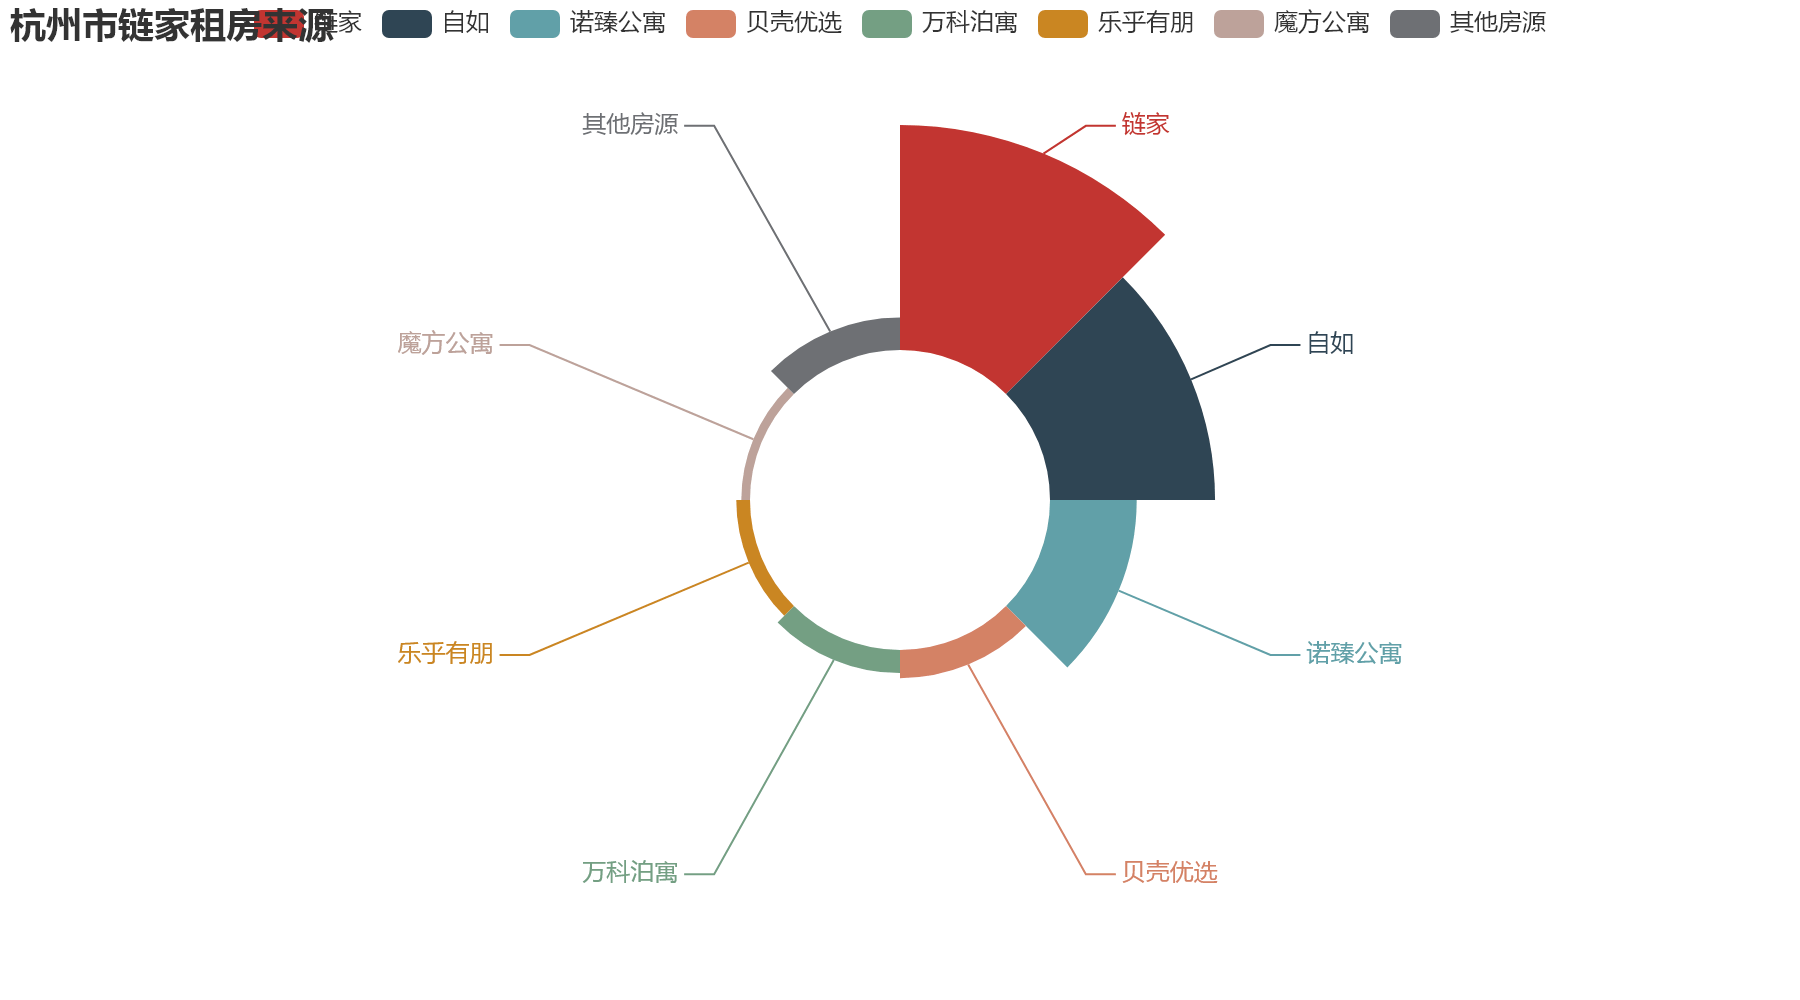 杭州市链家租房来源
链家 自如 诺臻公寓 贝壳优选 万科泊寓 乐乎有朋 魔方公寓 其他房源
其他房源 链家
魔方公寓 自如
乐乎有朋 诺臻公寓
万科泊寓 贝壳优选